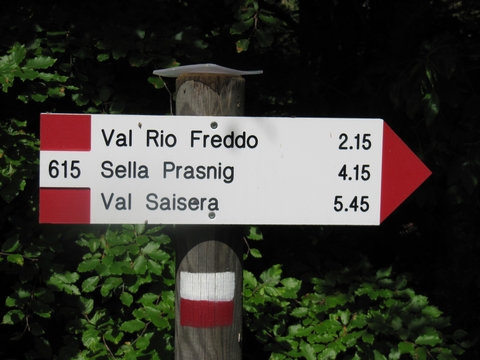 Val Rio Freddo 2.15
615 Sella Prasnig 4.15
Val Saisera 5.45